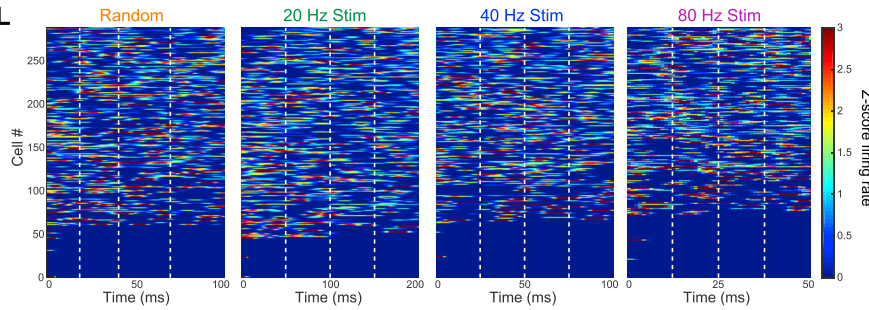 L
Random
20 Hz Stim
40 Hz Stim
80 Hz Stim
Cell #
250
200
150
100
50
0
0 50 100
Time (ms)
0 100 200
Time (ms)
0 50 100
Time (ms)
0 25 50
Time (ms)
3
2.5
2
1.5
1
0.5
0
Z-score firing rate